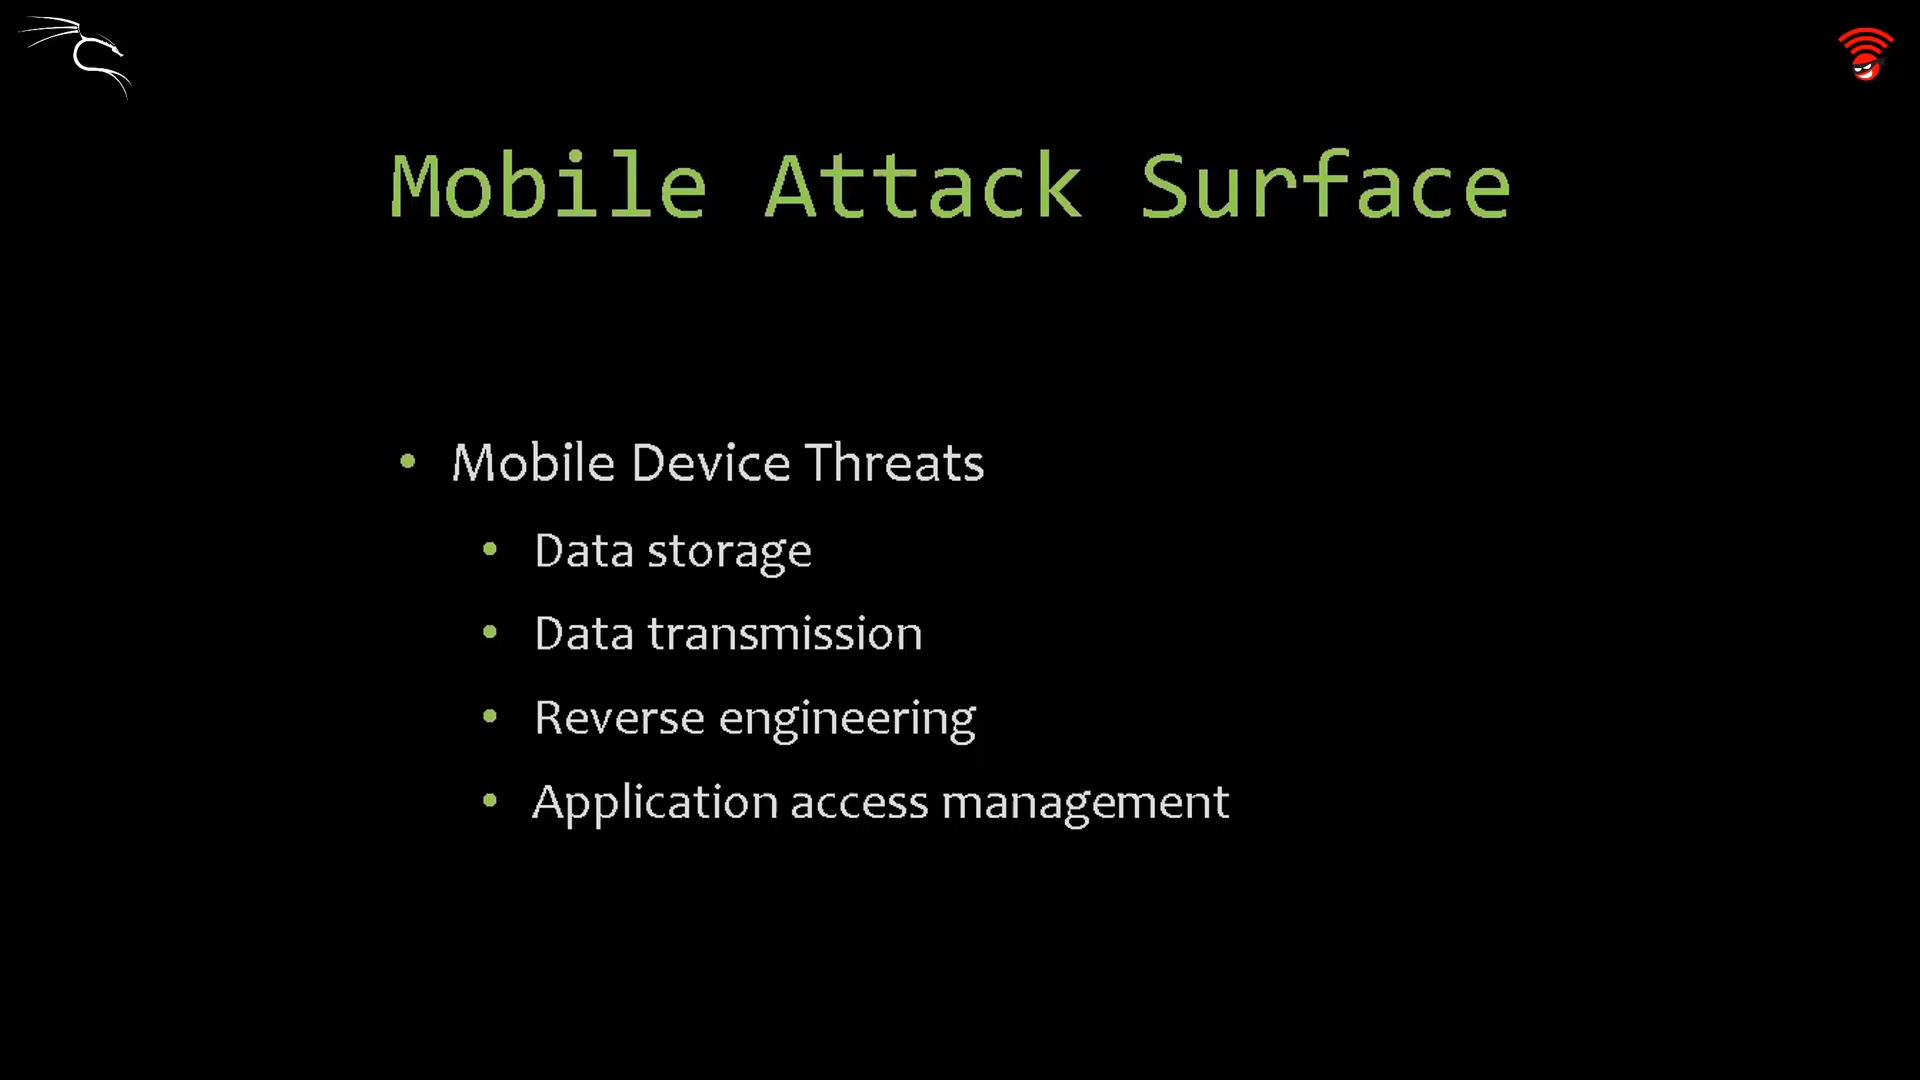 Mobile Attack Surface
• Mobile Device Threats
• Data storage
• Data transmission
• Reverse engineering
• Application access management